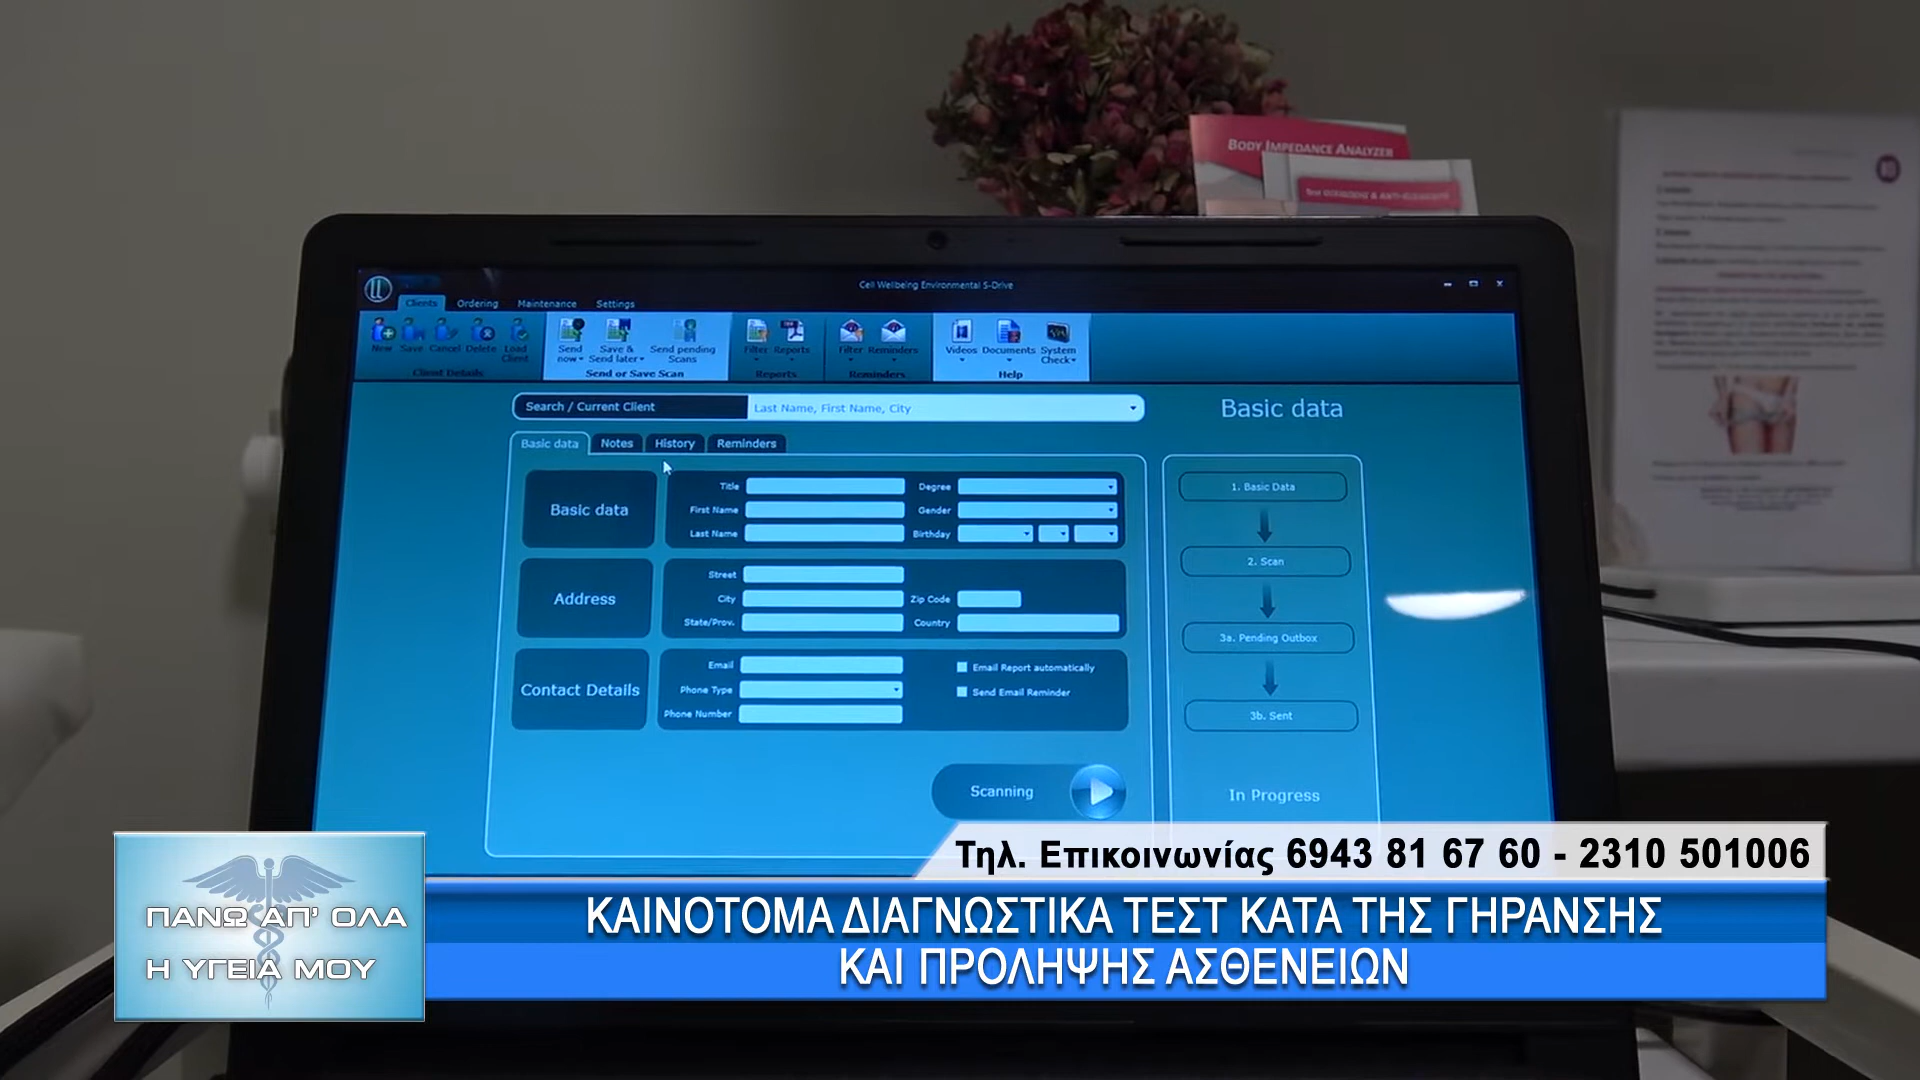 BODY IMPEDANCE ANALYZER
Cell Wellbeing Environmental S-Drive
Clients Ordering Maintenance Settings
New Save Cancel Delete Load Client
Client Details
Send now Save & Send later Send pending Scans
Send or Save Scan
Filter Reports
Reports
Filter Reminders
Reminders
Videos Documents System Check
Help
Search / Current Client Last Name, First Name, City
Basic data
Basic data Notes History Reminders
Basic data
Title Degree
First Name Gender
Last Name Birthday
Address
Street
City Zip Code
State/Prov. Country
Contact Details
Email Email Report automatically
Phone Type Send Email Reminder
Phone Number
Scanning
1. Basic Data
2. Scan
3a. Pending Outbox
3b. Sent
In Progress
Τηλ. Επικοινωνίας 6943 81 67 60 - 2310 501006
ΠΑΝΩ ΑΠ' ΟΛΑ
Η ΥΓΕΙΑ ΜΟΥ
ΚΑΙΝΟΤΟΜΑ ΔΙΑΓΝΩΣΤΙΚΑ ΤΕΣΤ ΚΑΤΑ ΤΗΣ ΓΗΡΑΝΣΗΣ
ΚΑΙ ΠΡΟΛΗΨΗΣ ΑΣΘΕΝΕΙΩΝ